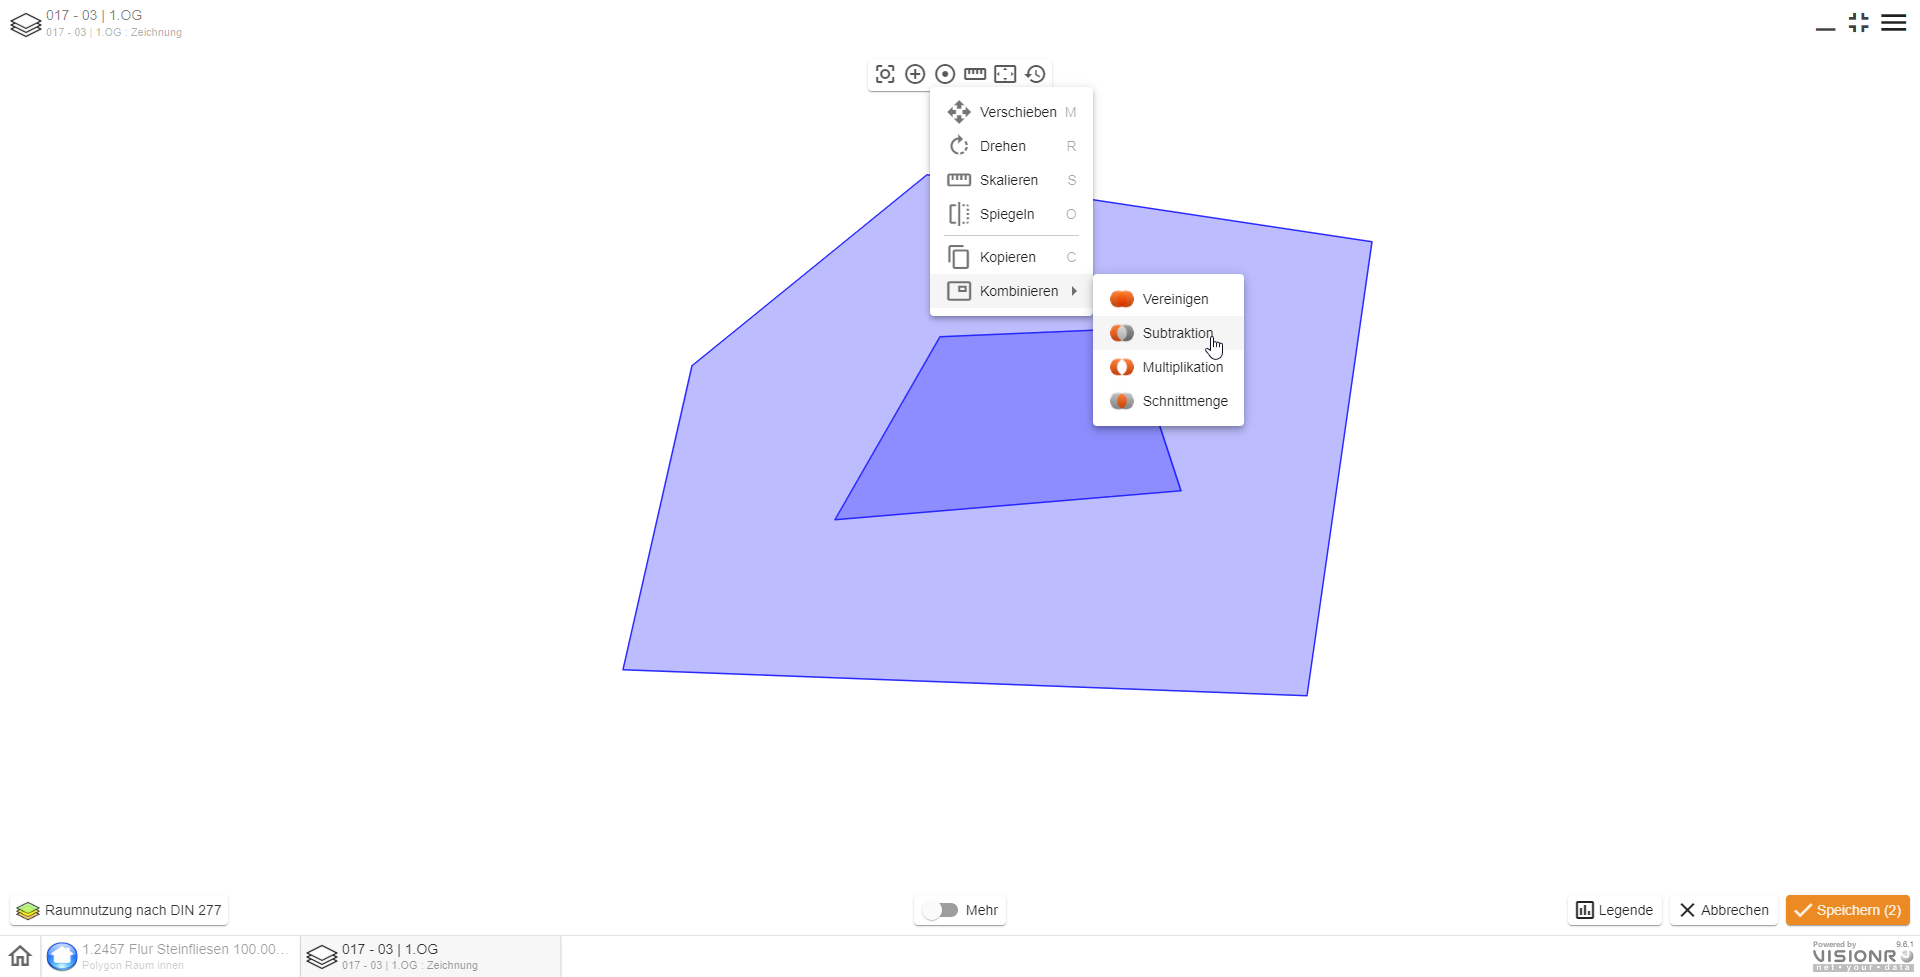 017 - 03 | 1.OG
017 - 03 | 1.OG : Zeichnung
Verschieben M
Drehen R
Skalieren S
Spiegeln O
Kopieren C
Kombinieren
Vereinigen
Subtraktion
Multiplikation
Schnittmenge
Raumnutzung nach DIN 277
Mehr
Legende
Abbrechen
Speichern (2)
1.2457 Flur Steinfliesen 100.00...
Polygon Raum innen
017 - 03 | 1.OG
017 - 03 | 1.OG : Zeichnung
Powered by 9.6.1
VISIONR
net • your • data